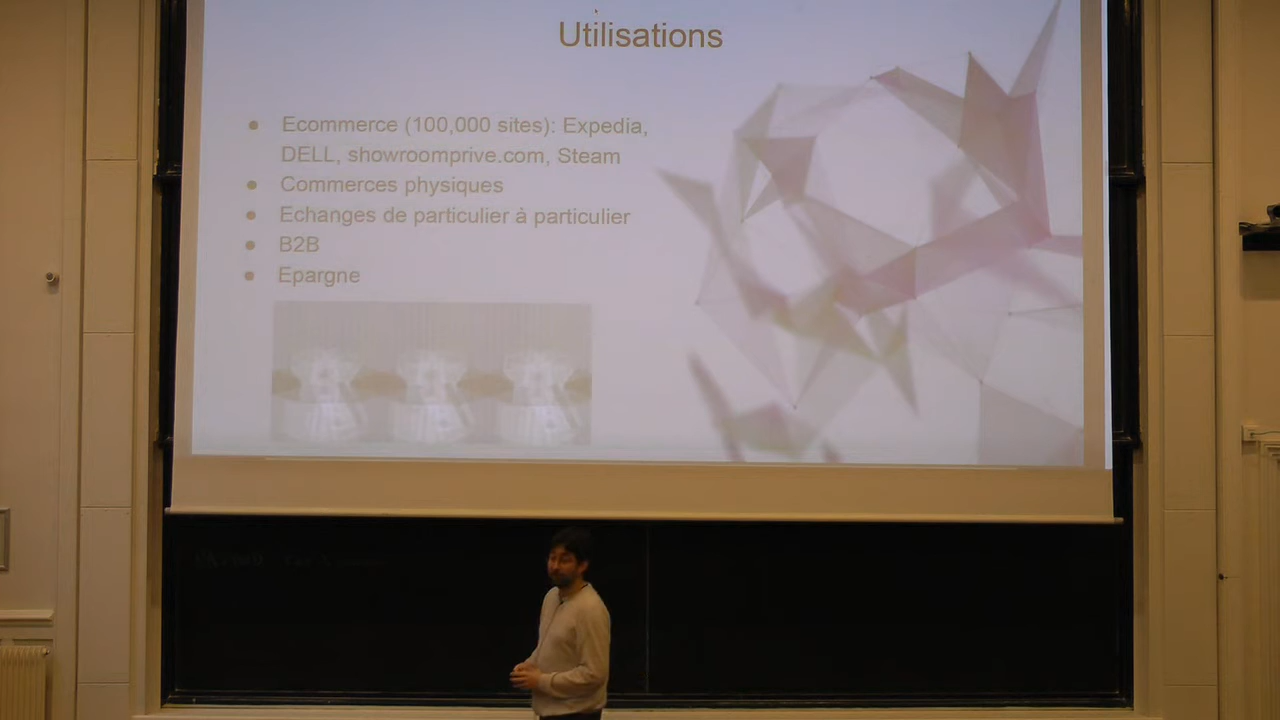 Utilisations
● Ecommerce (100,000 sites): Expedia,
DELL, showroomprive.com, Steam
● Commerces physiques
● Echanges de particulier à particulier
● B2B
● Epargne